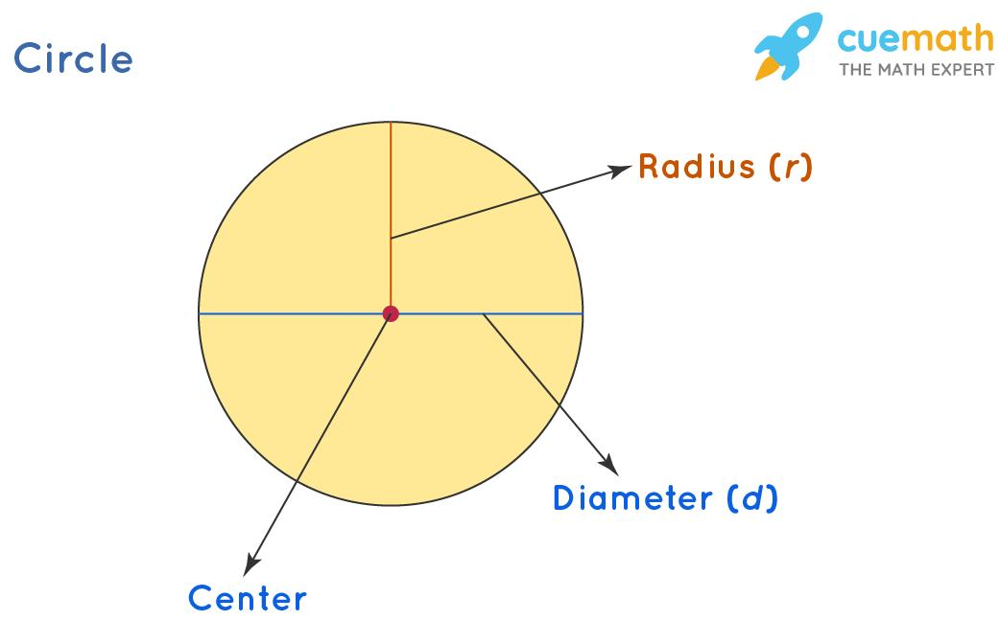 Circle
cuemath
THE MATH EXPERT
Radius (r)
Diameter (d)
Center